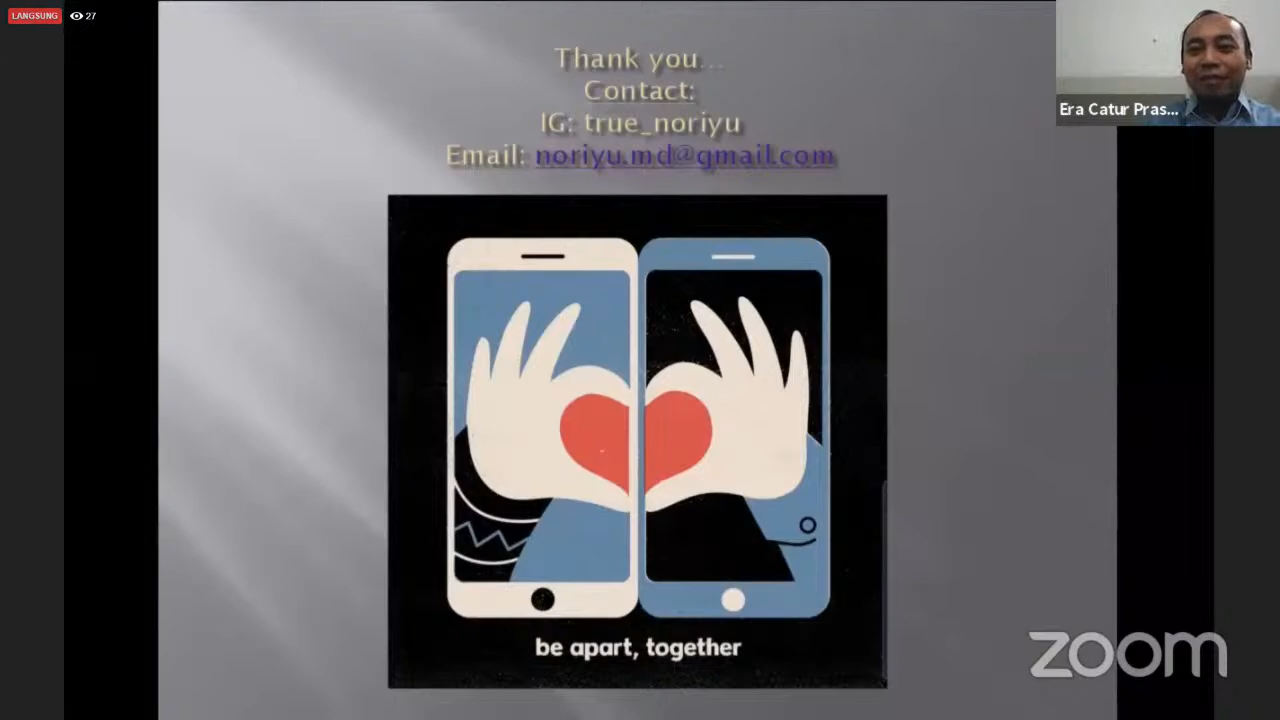 LANGSUNG 27
Thank you...
Contact:
IG: true_noriyu
Email: noriyu.md@gmail.com
Era Catur Pras...
be apart, together
zoom